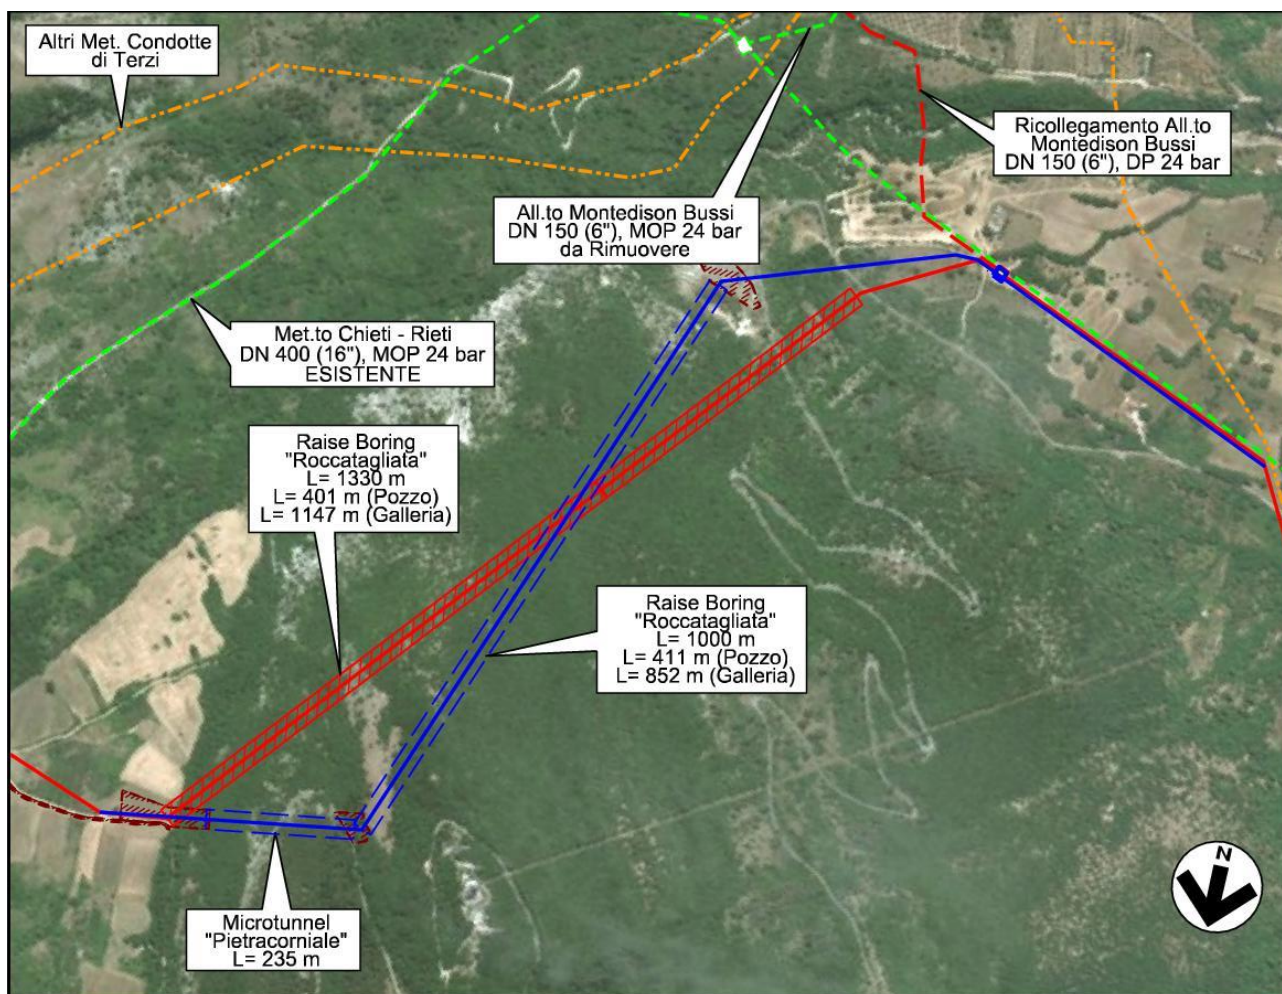 Altri Met. Condotte
di Terzi
Ricollegamento All.to
Montedison Bussi
DN 150 (6"), DP 24 bar
All.to Montedison Bussi
DN 150 (6"), MOP 24 bar
da Rimuovere
Met.to Chieti - Rieti
DN 400 (16"), MOP 24 bar
ESISTENTE
Raise Boring
"Roccatagliata"
L= 1330 m
L= 401 m (Pozzo)
L= 1147 m (Galleria)
Raise Boring
"Roccatagliata"
L= 1000 m
L= 411 m (Pozzo)
L= 852 m (Galleria)
Microtunnel
"Pietracorniale"
L= 235 m
N